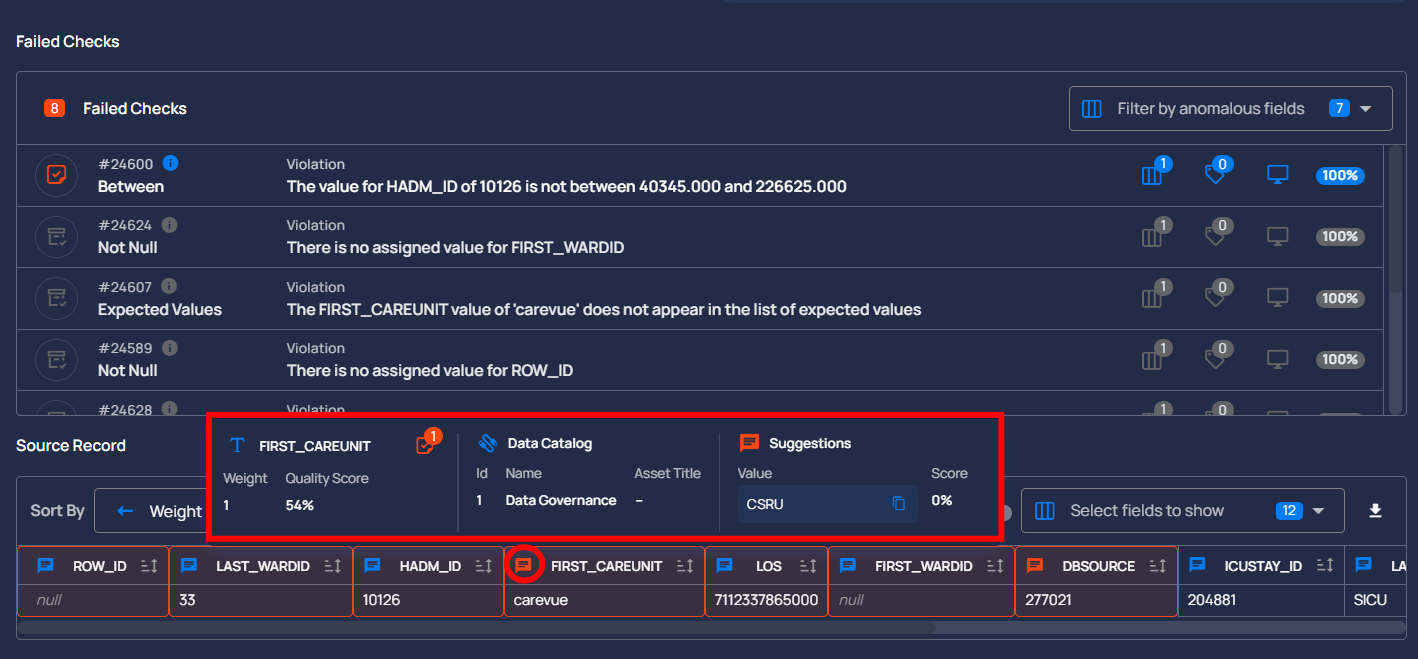 Failed Checks
8 Failed Checks Filter by anomalous fields 7
#24600 Violation 1 0 100%
Between The value for HADM_ID of 10126 is not between 40345.000 and 226625.000
#24624 Violation 1 0 100%
Not Null There is no assigned value for FIRST_WARDID
#24607 Violation 1 0 100%
Expected Values The FIRST_CAREUNIT value of 'carevue' does not appear in the list of expected values
#24589 Violation 1 0 100%
Not Null There is no assigned value for ROW_ID
#24628 Violation 1 0
Source Record
FIRST_CAREUNIT 1 Data Catalog Suggestions
Weight Quality Score Id Name Asset Title Value Score
1 54% 1 Data Governance – CSRU 0%
Sort By Weight Select fields to show 12
ROW_ID LAST_WARDID HADM_ID FIRST_CAREUNIT LOS FIRST_WARDID DBSOURCE ICUSTAY_ID LA
null 33 10126 carevue 7112337865000 null 277021 204881 SICU